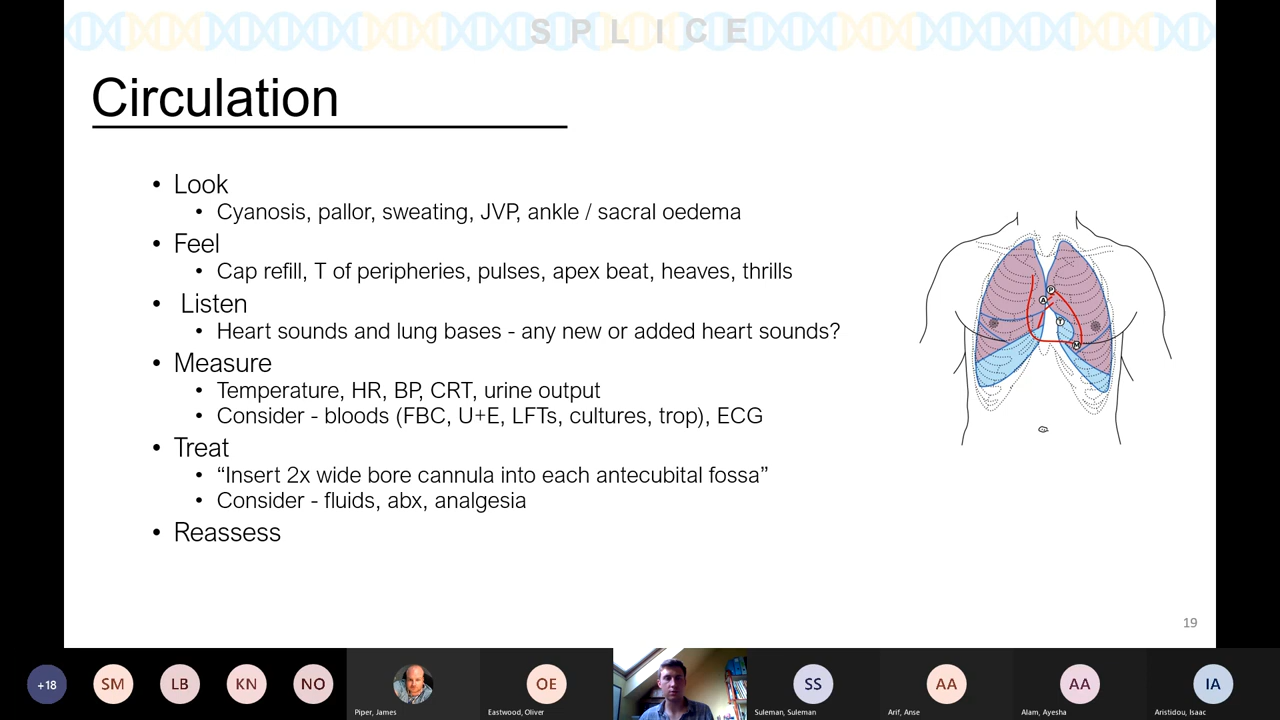 S P L I C E
Circulation
• Look
• Cyanosis, pallor, sweating, JVP, ankle / sacral oedema
• Feel
• Cap refill, T of peripheries, pulses, apex beat, heaves, thrills
• Listen
• Heart sounds and lung bases - any new or added heart sounds?
• Measure
• Temperature, HR, BP, CRT, urine output
• Consider - bloods (FBC, U+E, LFTs, cultures, trop), ECG
• Treat
• “Insert 2x wide bore cannula into each antecubital fossa”
• Consider - fluids, abx, analgesia
• Reassess
P
A
T
M
19
+18 SM LB KN NO OE SS AA AA IA
Piper, James Eastwood, Oliver Suleman, Suleman Arif, Anse Alam, Ayesha Aristidou, Isaac